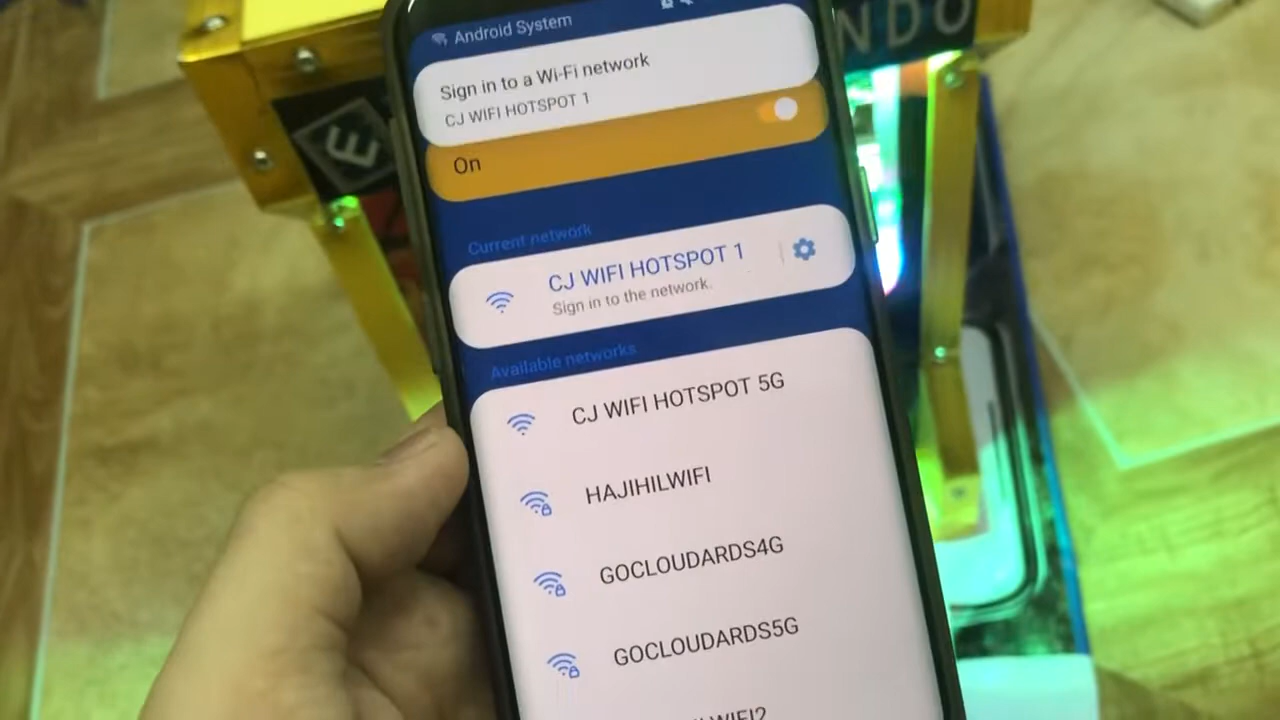 Android System
Sign in to a Wi-Fi network
CJ WIFI HOTSPOT 1
On
Current network
CJ WIFI HOTSPOT 1
Sign in to the network.
Available networks
CJ WIFI HOTSPOT 5G
HAJIHILWIFI
GOCLOUDARDS4G
GOCLOUDARDS5G
NDO
E